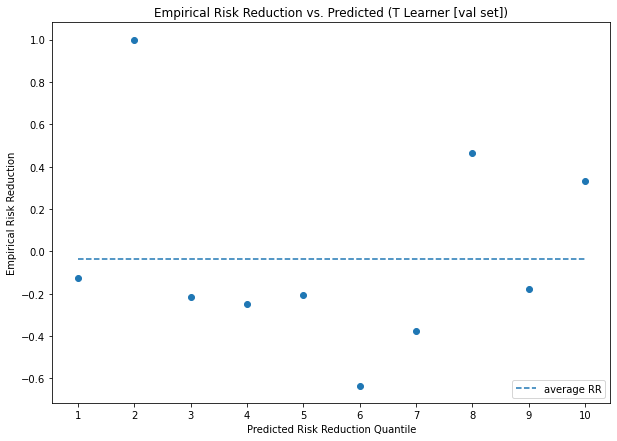 Empirical Risk Reduction vs. Predicted (T Learner [val set])
Empirical Risk Reduction
1.0
0.8
0.6
0.4
0.2
0.0
−0.2
−0.4
−0.6
average RR
1 2 3 4 5 6 7 8 9 10
Predicted Risk Reduction Quantile